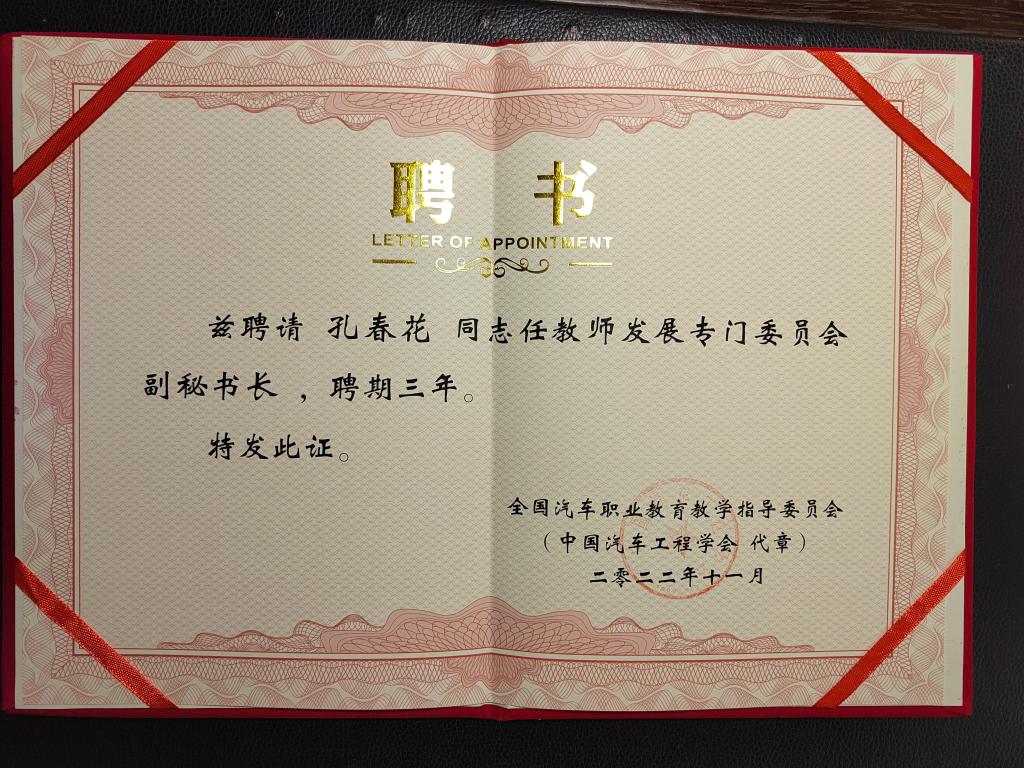 聘 书
LETTER OF APPOINTMENT
兹聘请 孔春花 同志任教师发展专门委员会
副秘书长 ，聘期三年。
特发此证。
全国汽车职业教育教学指导委员会
（中国汽车工程学会 代章）
二零二二年十一月